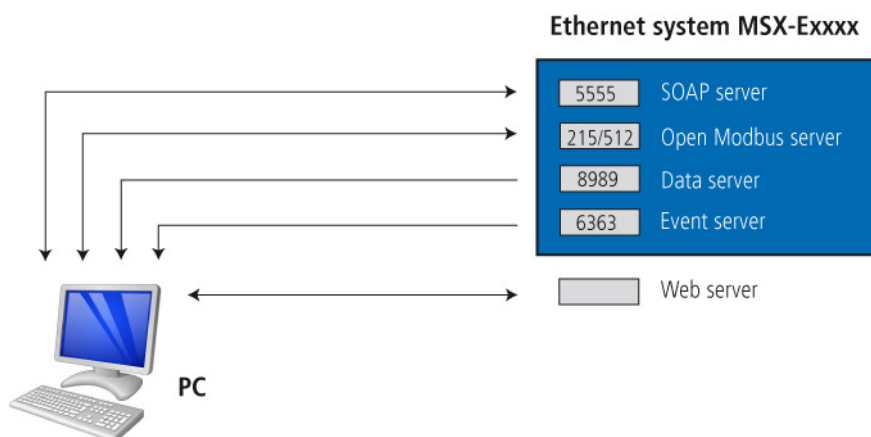 Ethernet system MSX-Exxxx
5555 SOAP server
215/512 Open Modbus server
8989 Data server
6363 Event server
Web server
PC